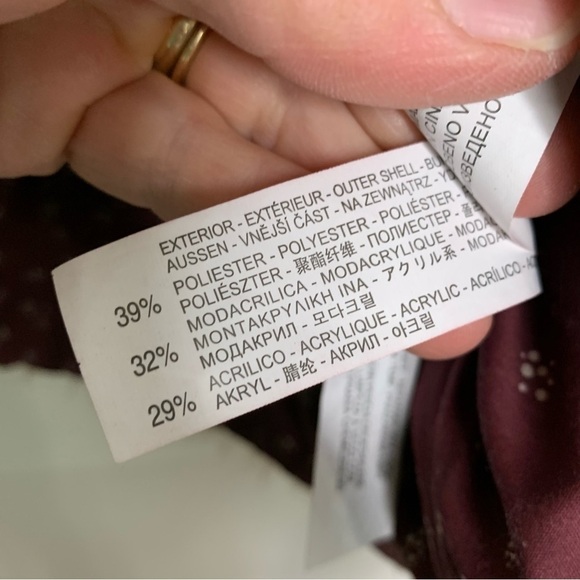 EXTERIOR - EXTÉRIEUR - OUTER SHELL -
AUSSEN - VNĚJŠÍ ČÁST - NA ZEWNĄTRZ -
39% POLIESTER - POLYESTER - POLIÉSTER -
POLIÉSZTER - 聚酯纤维 - ПОЛИЕСТЕР -
32% MODACRILICA - MODACRYLIQUE -
ΜΟΝΤΑΚΡΥΛΙΚΗ ΙΝΑ - アクリル系 -
МОДАКРИЛ - 모다크릴
29% ACRILICO - ACRYLIQUE - ACRYLIC - ACRÍLICO -
AKRYL - 腈纶 - АКРИЛ - 아크릴